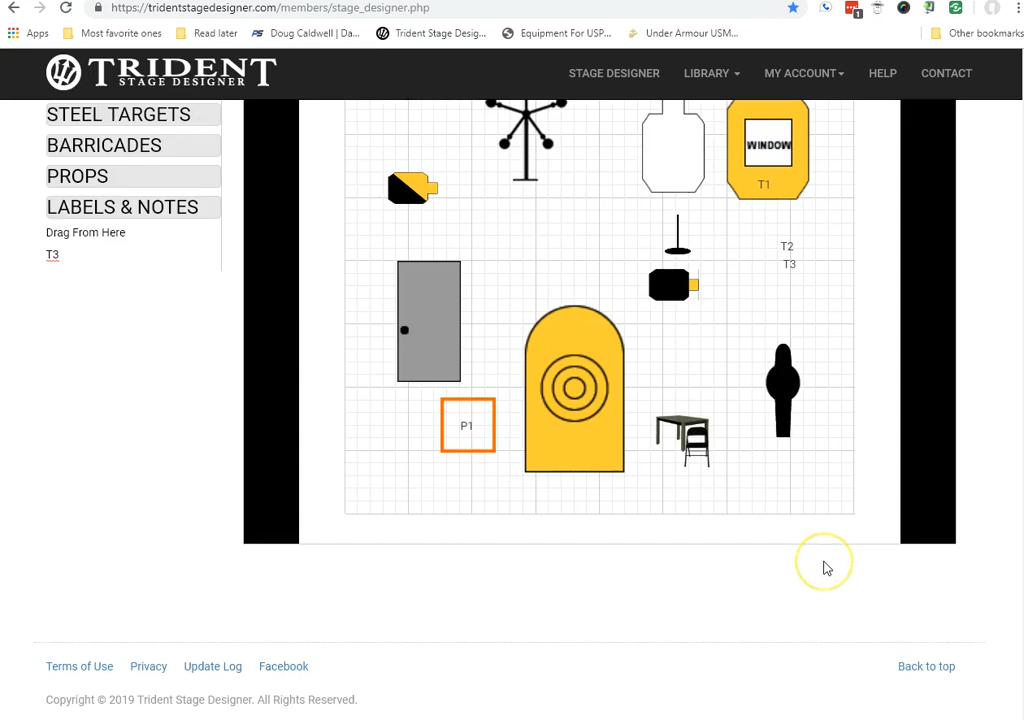 https://tridentstagedesigner.com/members/stage_designer.php
1
Apps
Most favorite ones
Read later
PS Doug Caldwell | Da...
Trident Stage Desig...
Equipment For USP...
Under Armour USM...
Other bookmarks
TRIDENT
STAGE DESIGNER
STAGE DESIGNER
LIBRARY
MY ACCOUNT
HELP
CONTACT
STEEL TARGETS
BARRICADES
PROPS
LABELS & NOTES
Drag From Here
T3
WINDOW
T1
T2
T3
P1
Terms of Use
Privacy
Update Log
Facebook
Back to top
Copyright © 2019 Trident Stage Designer. All Rights Reserved.